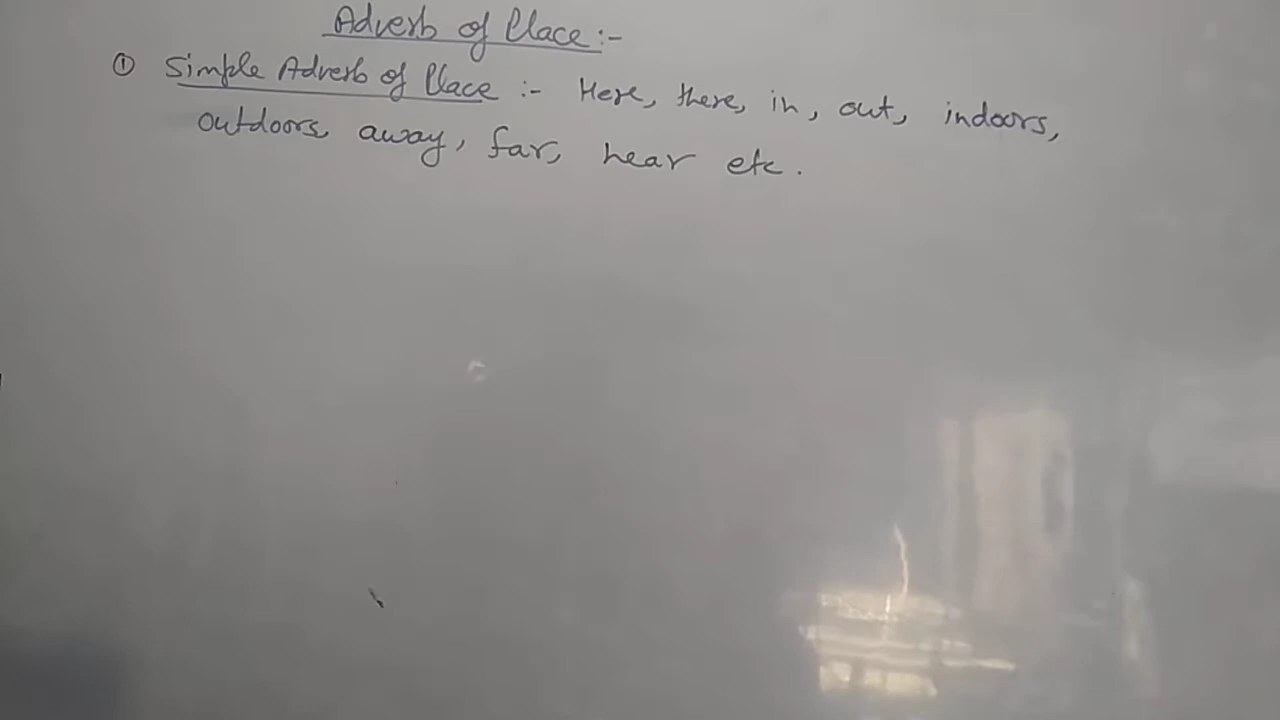 Adverb of Place:-
① Simple Adverb of Place :- Here, there, in, out, indoors,
outdoors, away, far, near etc.